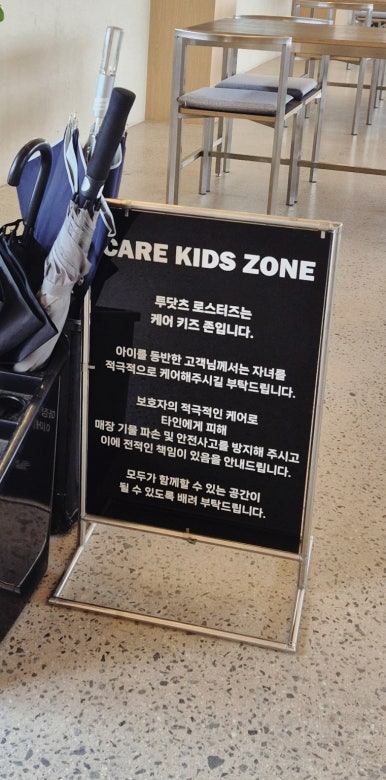 CARE KIDS ZONE
투닷츠 로스터즈는
케어 키즈 존입니다.
아이를 동반한 고객님께서는 자녀를
적극적으로 케어해주시길 부탁드립니다.
보호자의 적극적인 케어로
타인에게 피해
매장 기물 파손 및 안전사고를 방지해 주시고
이에 전적인 책임이 있음을 안내드립니다.
모두가 함께할 수 있는 공간이
될 수 있도록 배려 부탁드립니다.